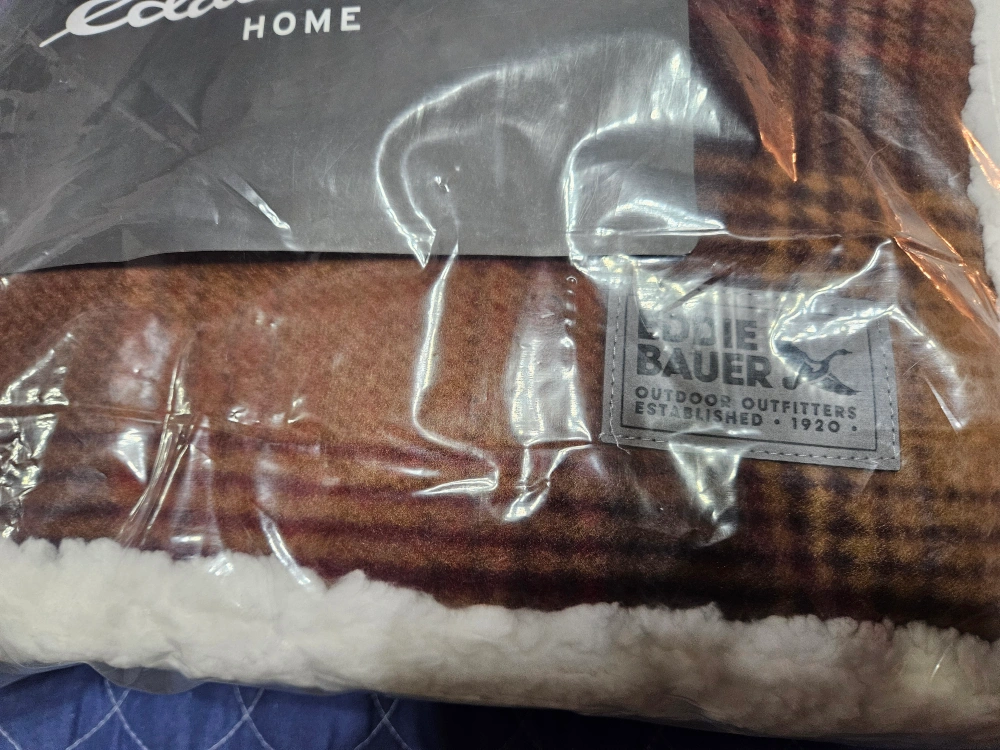 HOME
EDDIE
BAUER
OUTDOOR OUTFITTERS
ESTABLISHED • 1920 •